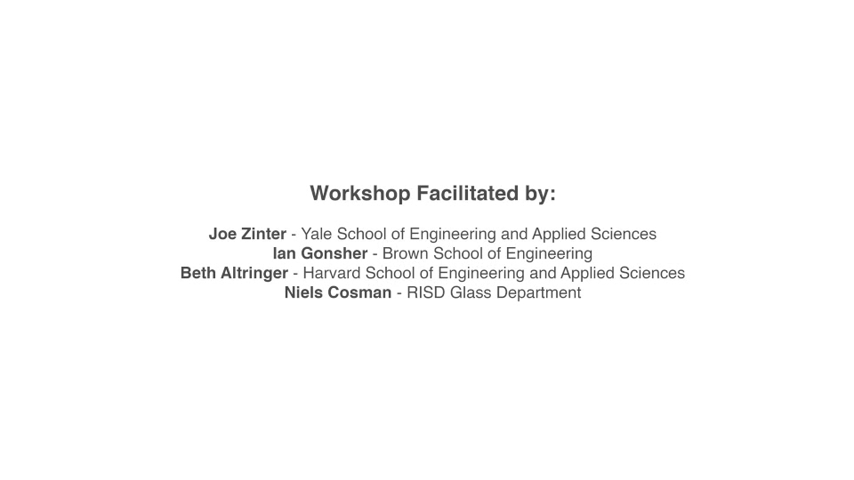 Workshop Facilitated by:
Joe Zinter - Yale School of Engineering and Applied Sciences
Ian Gonsher - Brown School of Engineering
Beth Altringer - Harvard School of Engineering and Applied Sciences
Niels Cosman - RISD Glass Department